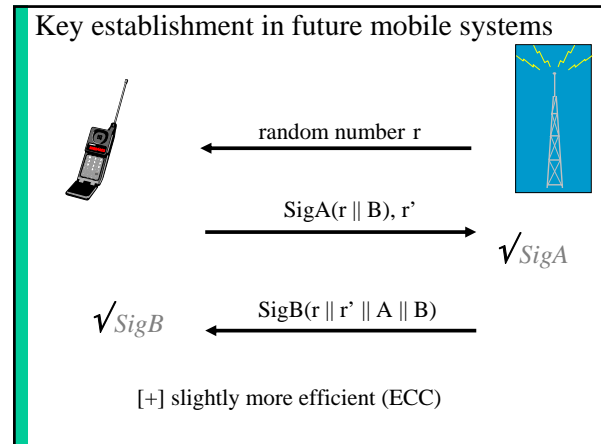 Key establishment in future mobile systems
random number r
SigA(r || B), r’
√SigA
√SigB
SigB(r || r’ || A || B)
[+] slightly more efficient (ECC)